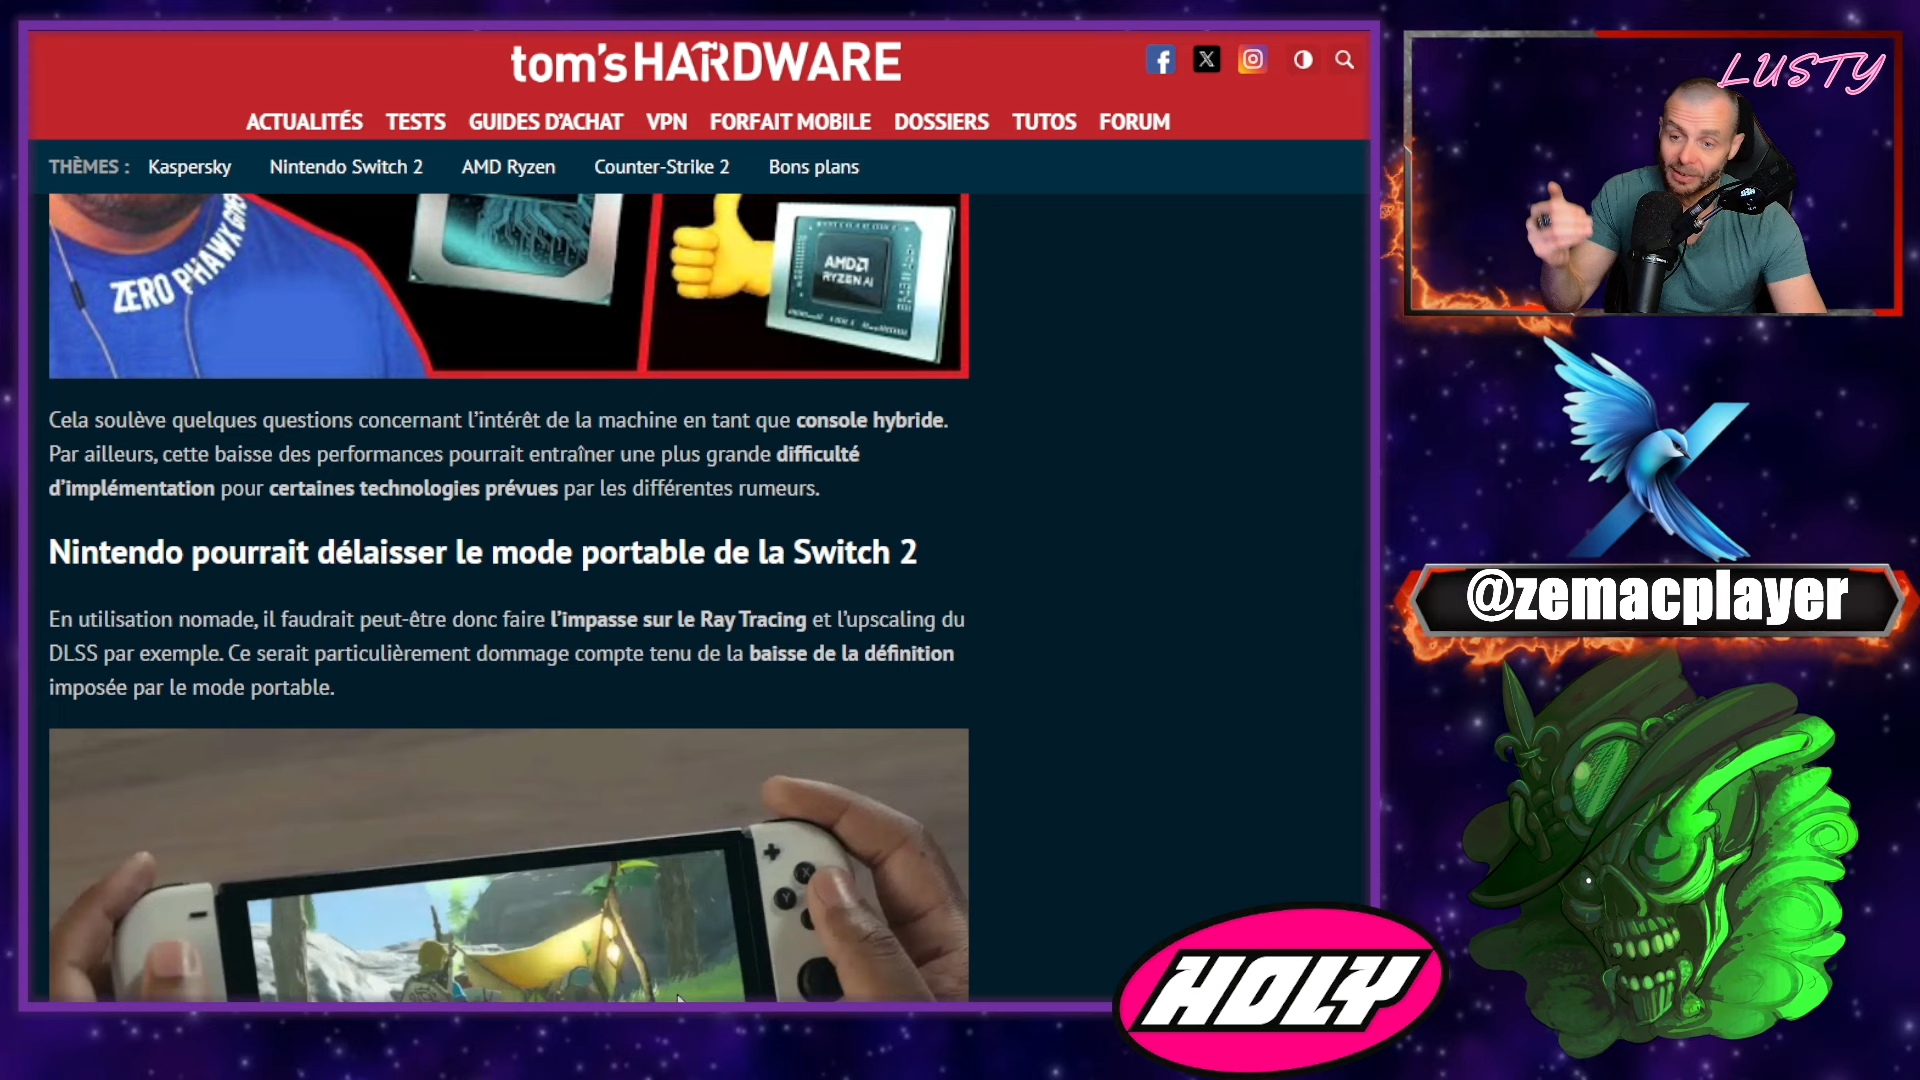 tom's HARDWARE
ACTUALITÉS TESTS GUIDES D'ACHAT VPN FORFAIT MOBILE DOSSIERS TUTOS FORUM
THÈMES : Kaspersky Nintendo Switch 2 AMD Ryzen Counter-Strike 2 Bons plans
ZERO PHAWX GIVEN
AMD
RYZEN AI
Cela soulève quelques questions concernant l'intérêt de la machine en tant que console hybride.
Par ailleurs, cette baisse des performances pourrait entraîner une plus grande difficulté
d'implémentation pour certaines technologies prévues par les différentes rumeurs.
Nintendo pourrait délaisser le mode portable de la Switch 2
En utilisation nomade, il faudrait peut-être donc faire l'impasse sur le Ray Tracing et l'upscaling du
DLSS par exemple. Ce serait particulièrement dommage compte tenu de la baisse de la définition
imposée par le mode portable.
X
Y
LUSTY
@zemacplayer
HOLY